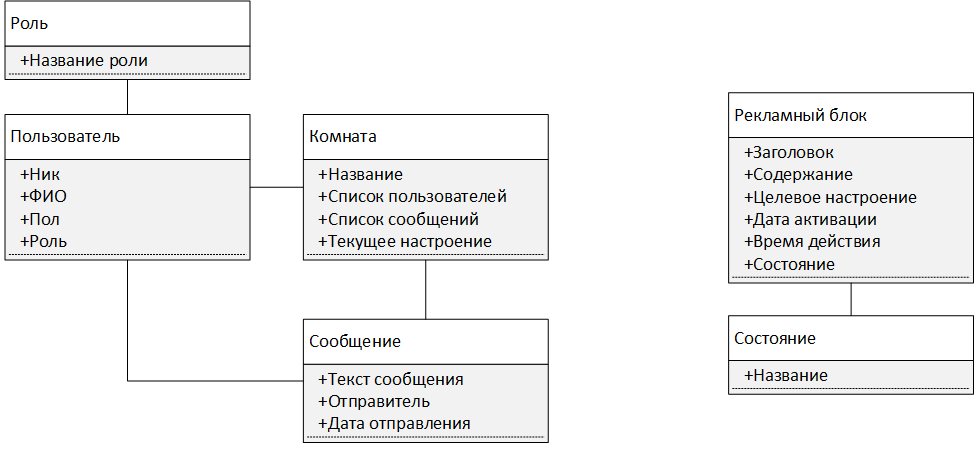 Роль
+Название роли
Пользователь
+Ник
+ФИО
+Пол
+Роль
Комната
+Название
+Список пользователей
+Список сообщений
+Текущее настроение
Сообщение
+Текст сообщения
+Отправитель
+Дата отправления
Рекламный блок
+Заголовок
+Содержание
+Целевое настроение
+Дата активации
+Время действия
+Состояние
Состояние
+Название